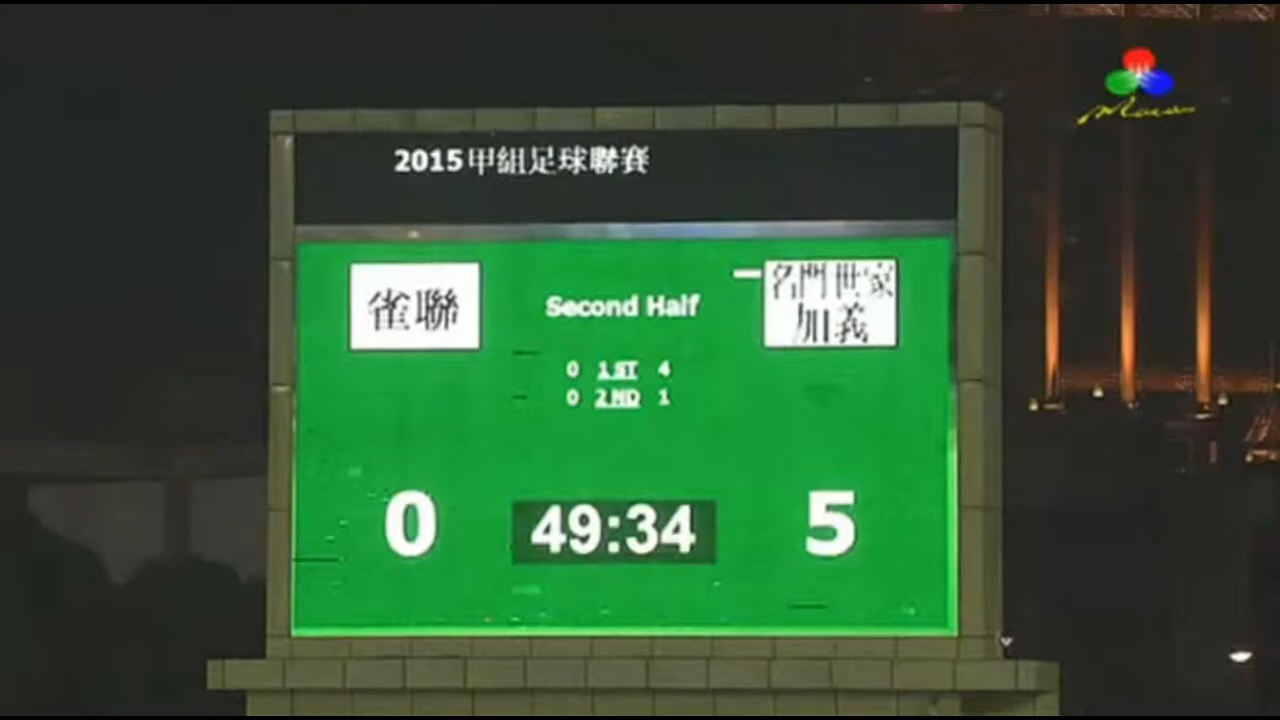 Macau
2015甲組足球聯賽
雀聯
Second Half
名門世家
加義
0 1ST 4
0 2ND 1
0
49:34
5